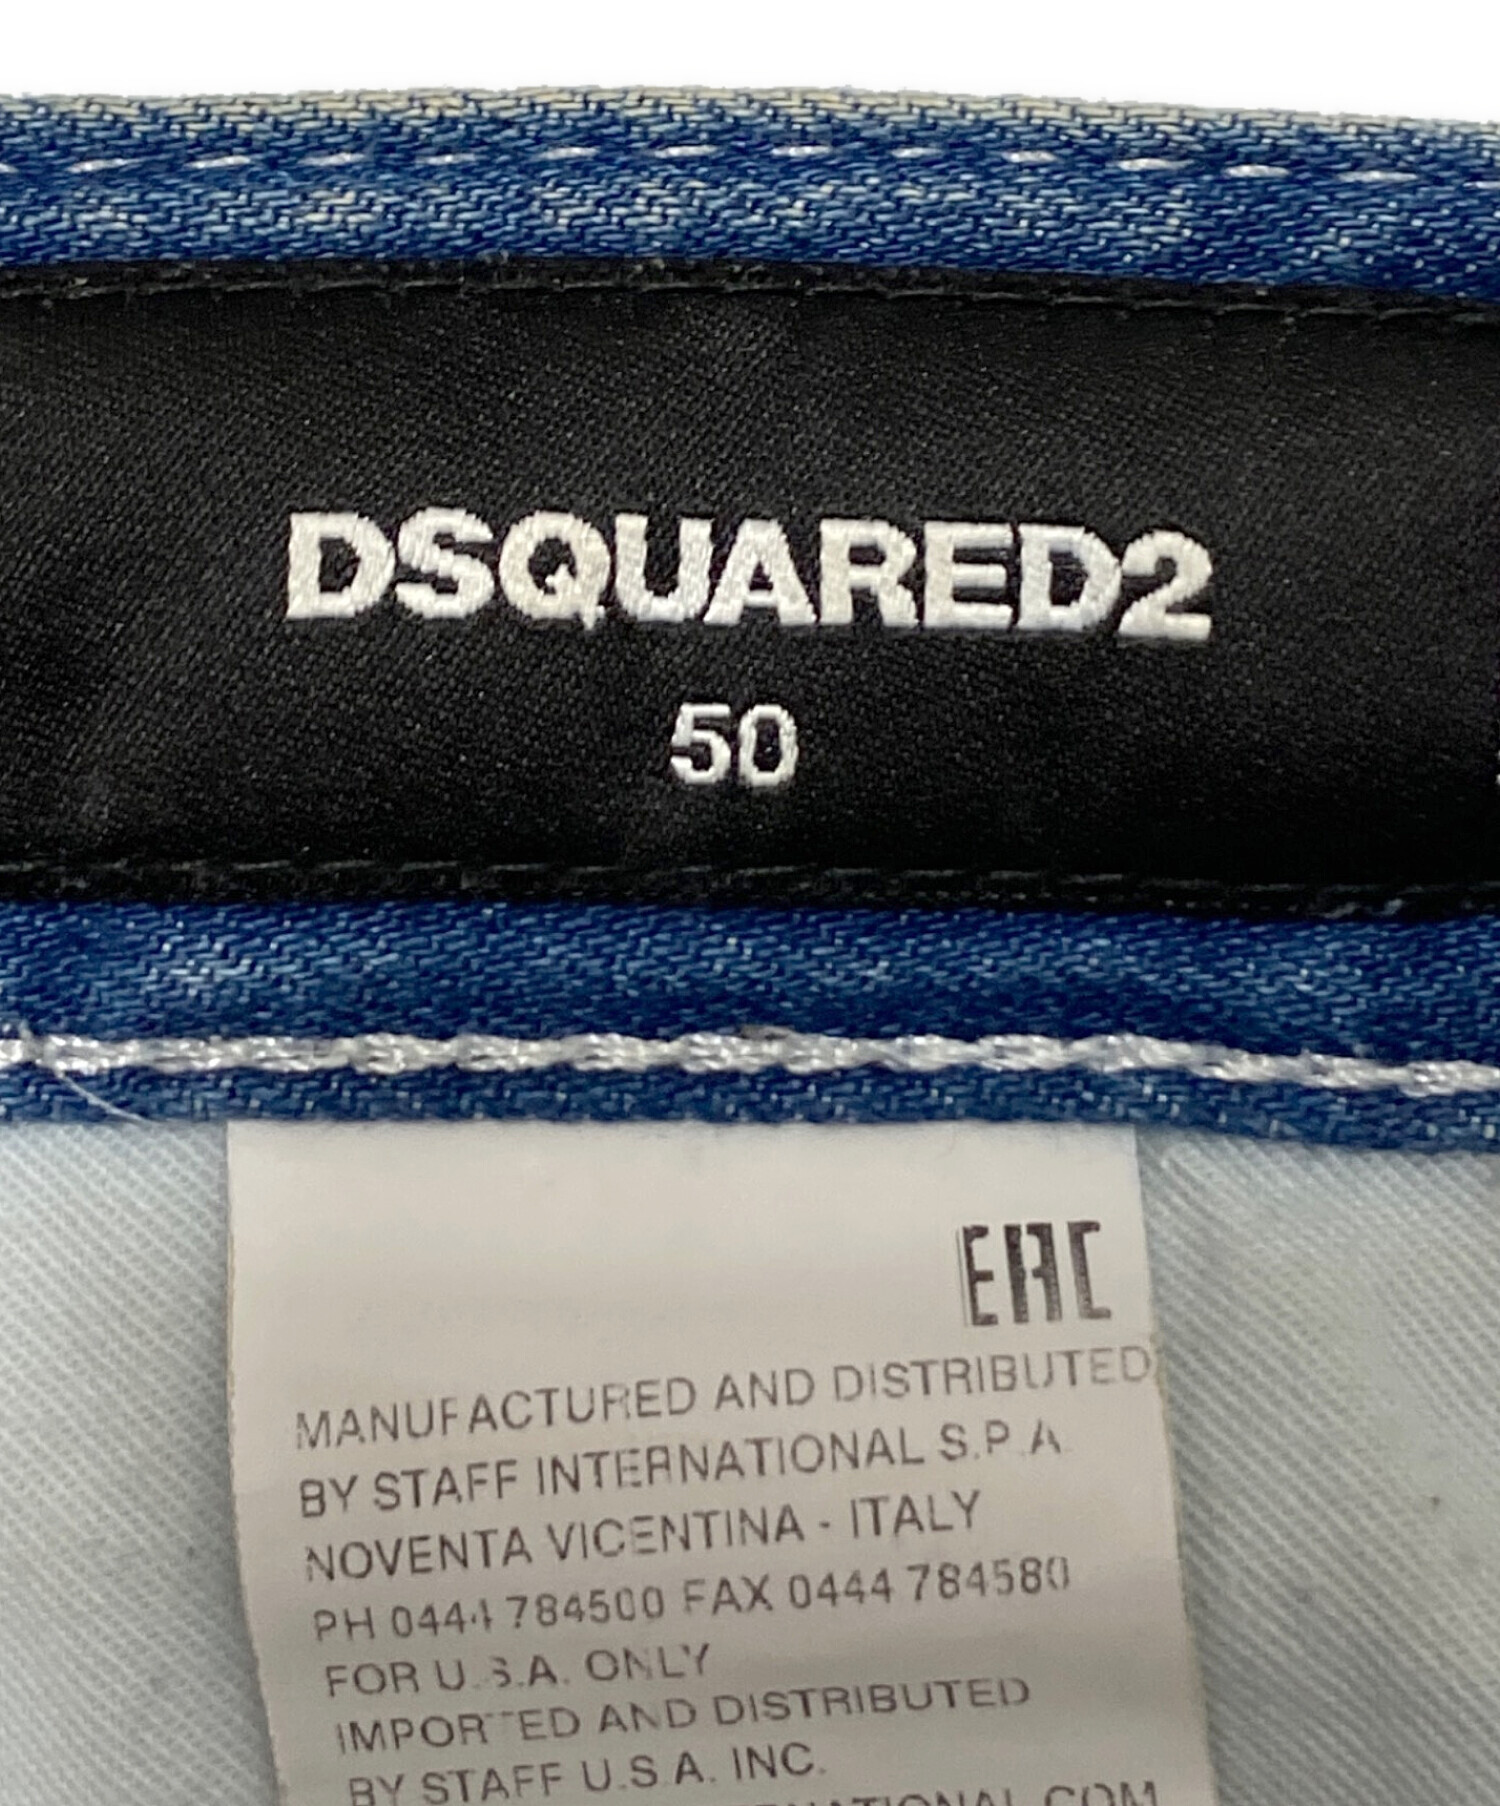 DSQUARED2
50
EAC
MANUFACTURED AND DISTRIBUTED
BY STAFF INTERNATIONAL S.P.A
NOVENTA VICENTINA - ITALY
PH 0444 784500 FAX 0444 784580
FOR U.S.A. ONLY
IMPORTED AND DISTRIBUTED
BY STAFF U.S.A. INC.